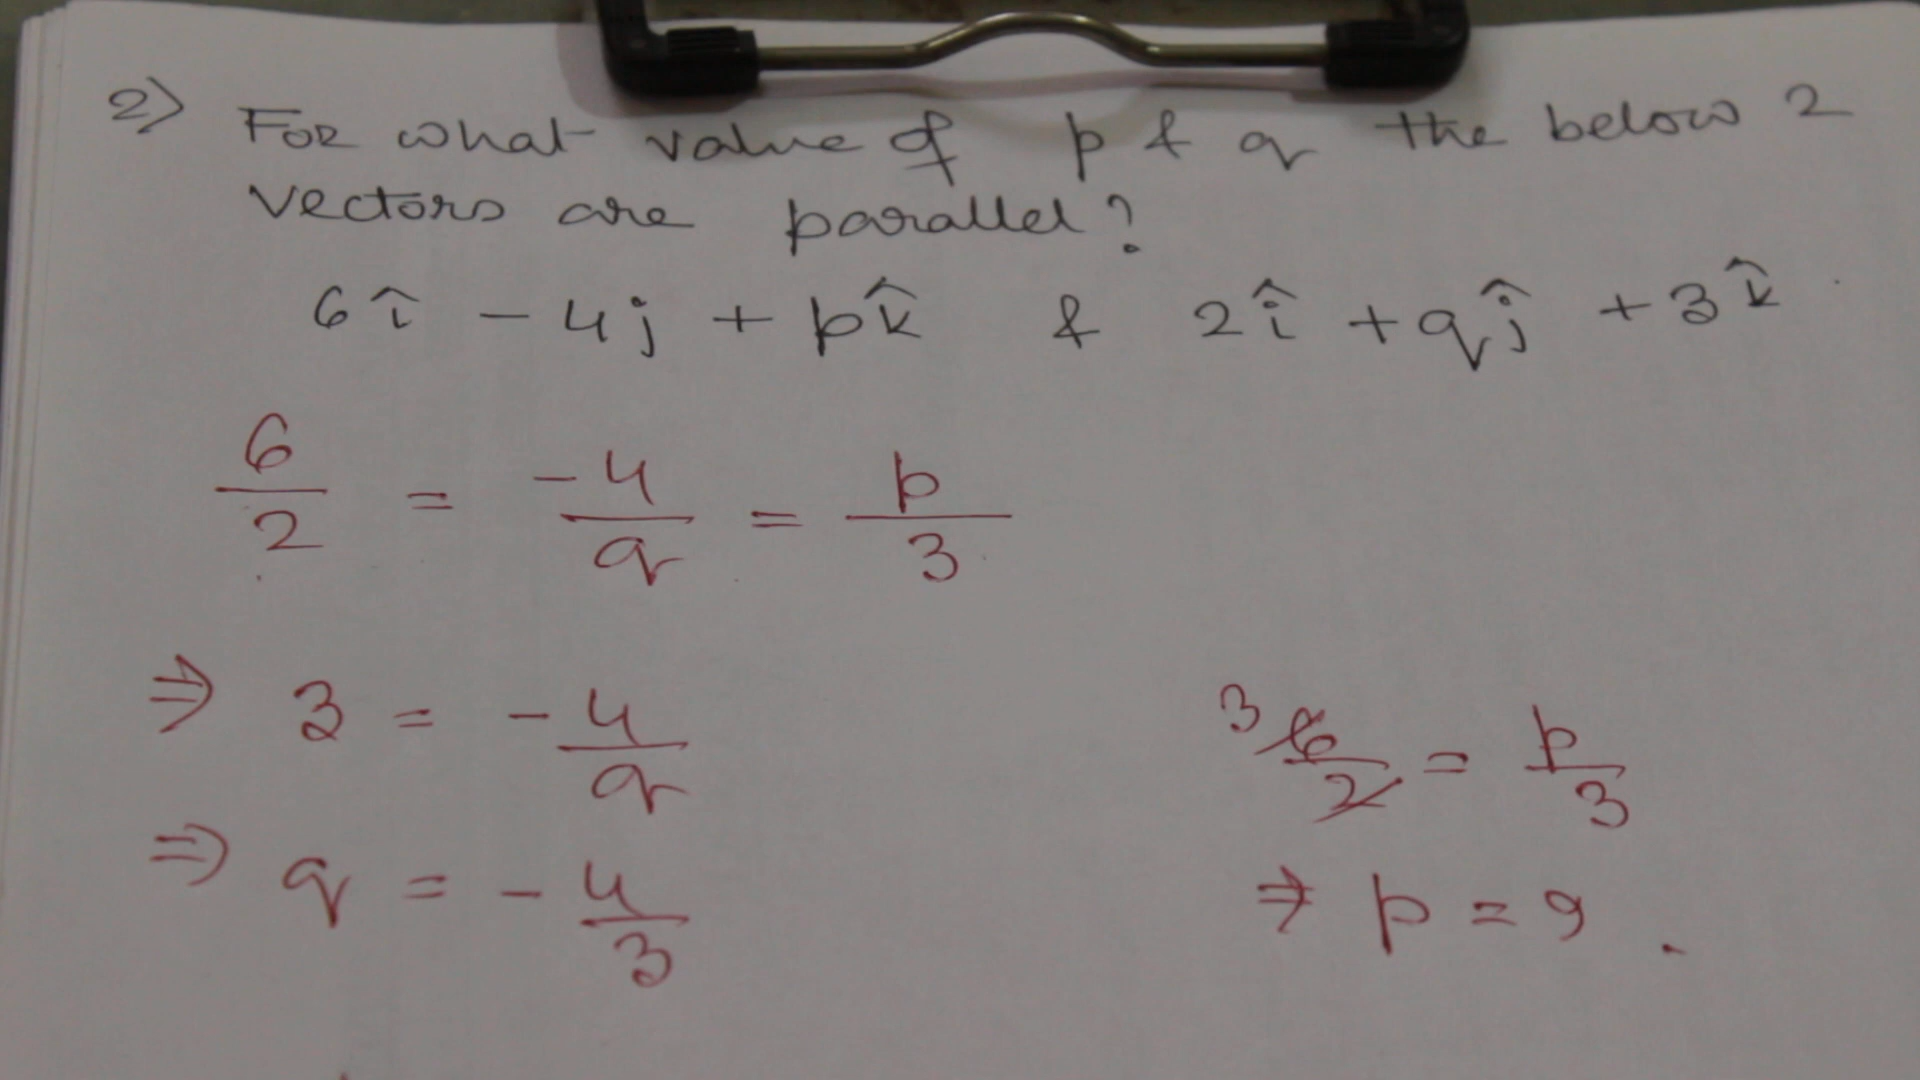 2) For what value of p & q the below 2
vectors are parallel?
6î - 4j + pk̂ & 2î + qĵ + 3k̂
6/2 = -4/q = p/3
⇒ 3 = -4/q
3 6/2 = p/3
⇒ q = -4/3
⇒ p = 9.